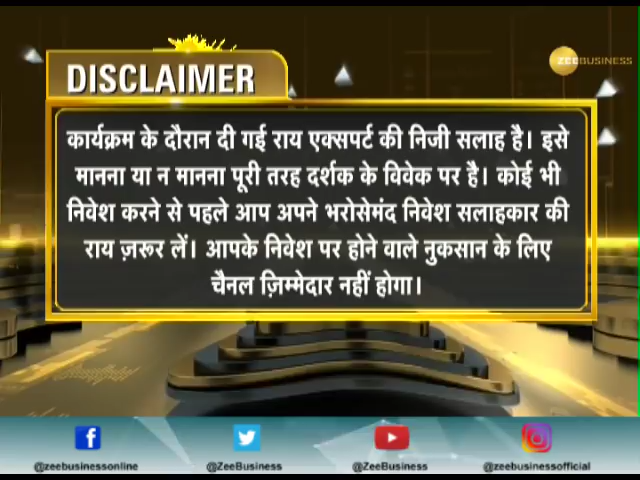 ZEEBUSINESS
DISCLAIMER
कार्यक्रम के दौरान दी गई राय एक्सपर्ट की निजी सलाह है। इसे
मानना या न मानना पूरी तरह दर्शक के विवेक पर है। कोई भी
निवेश करने से पहले आप अपने भरोसेमंद निवेश सलाहकार की
राय ज़रूर लें। आपके निवेश पर होने वाले नुकसान के लिए
चैनल ज़िम्मेदार नहीं होगा।
@zeebusinessonline @ZeeBusiness @ZeeBusiness @zeebusinessofficial